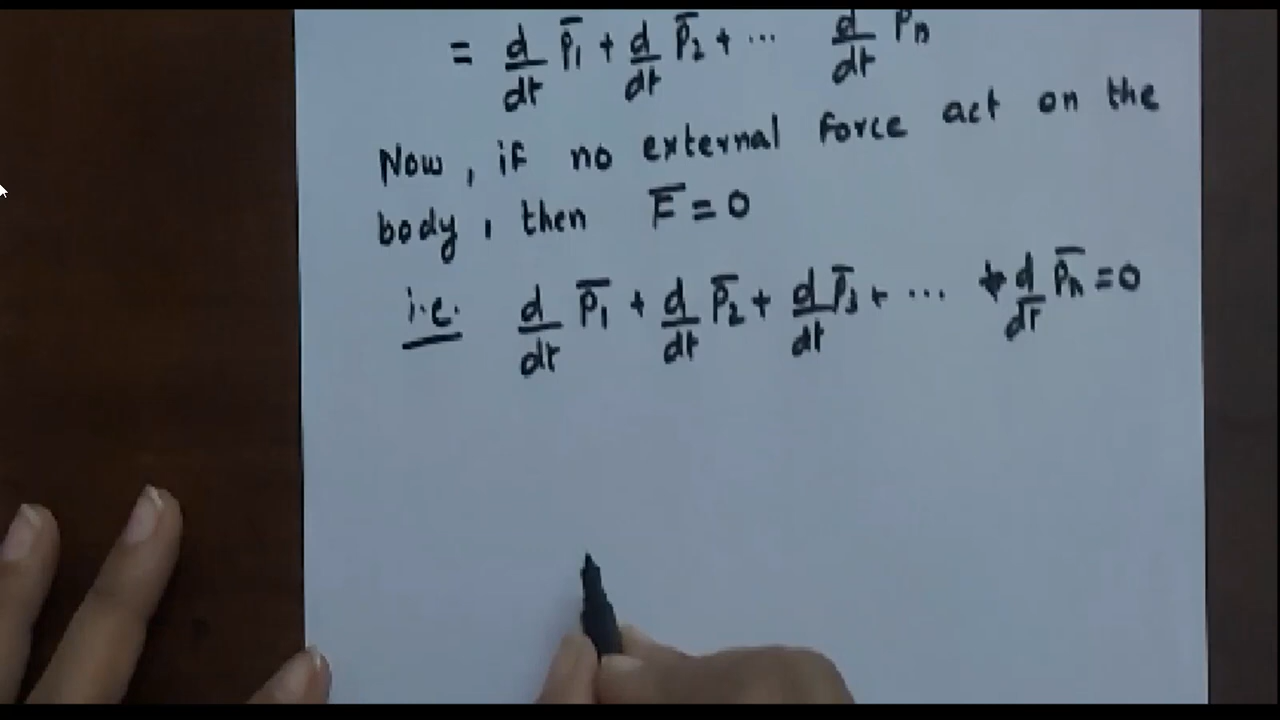 = d/dt P̄₁ + d/dt P̄₂ + ... d/dt Pn
Now, if no external force act on the
body, then F̄ = 0
i.e. d/dt P̄₁ + d/dt P̄₂ + d/dt P̄₃ + ... + d/dt P̄n = 0